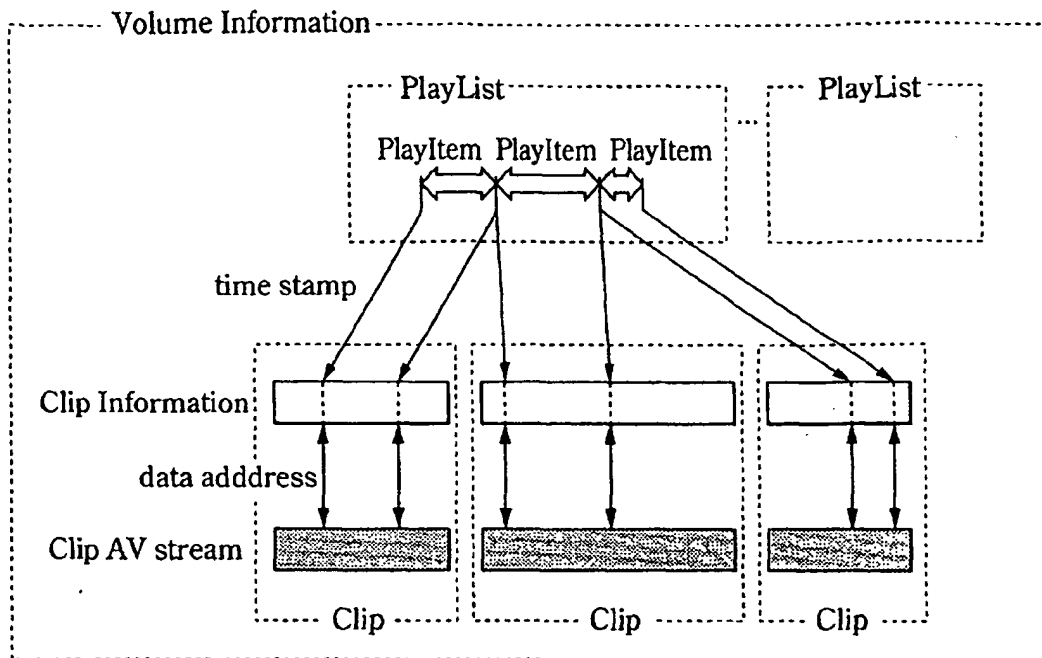 Volume Information
PlayList
...
PlayList
PlayItem PlayItem PlayItem
time stamp
Clip Information
data adddress
Clip AV stream
Clip
Clip
Clip